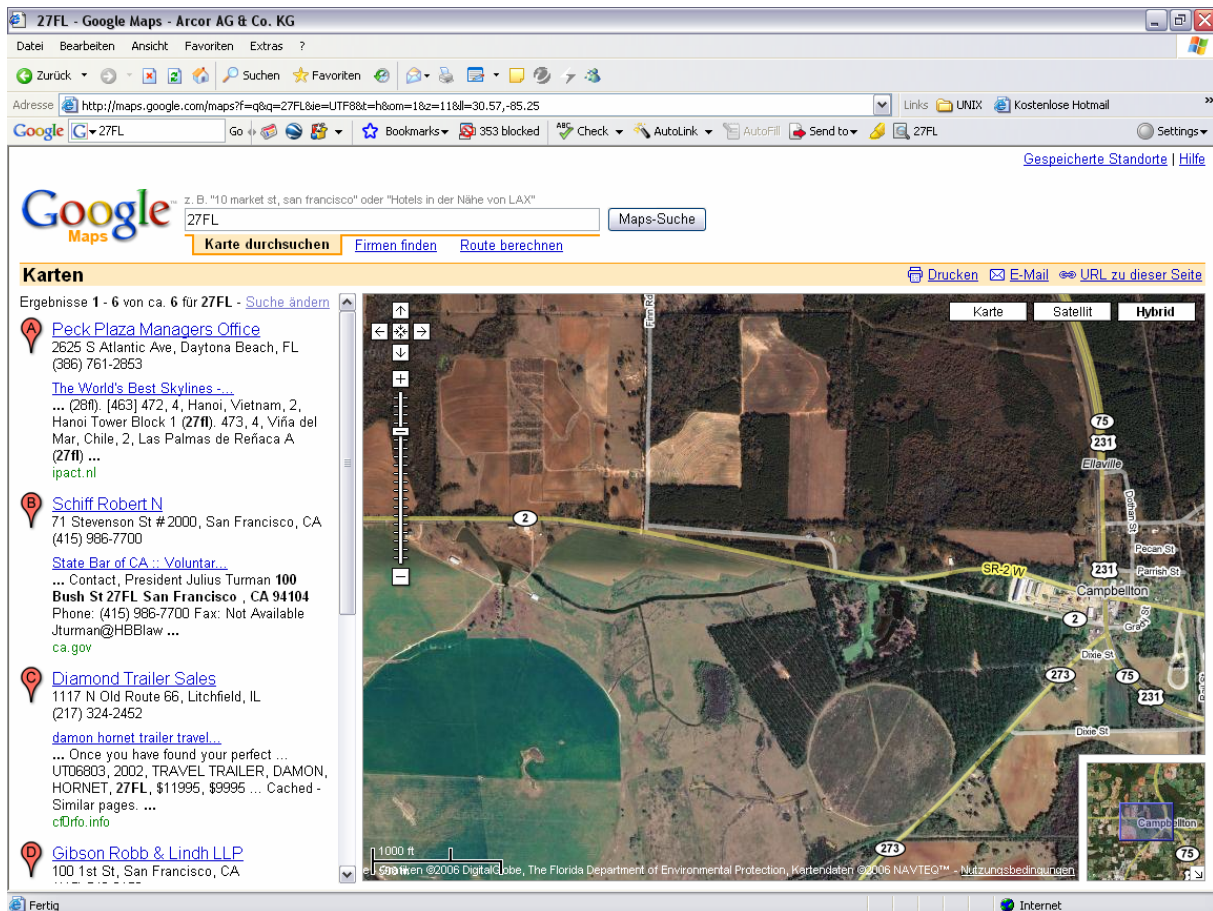 27FL - Google Maps - Arcor AG & Co. KG
Datei Bearbeiten Ansicht Favoriten Extras ?
Zurück Suchen Favoriten
Adresse http://maps.google.com/maps?f=q&q=27FL&ie=UTF8&t=h&om=1&z=11&ll=30.57,-85.25 Links UNIX Kostenlose Hotmail »
Google G 27FL Go Bookmarks 353 blocked ABC Check AutoLink AutoFill Send to 27FL Settings
Gespeicherte Standorte | Hilfe
Google Maps
z. B. "10 market st, san francisco" oder "Hotels in der Nähe von LAX"
27FL Maps-Suche
Karte durchsuchen Firmen finden Route berechnen
Karten Drucken E-Mail URL zu dieser Seite
Ergebnisse 1 - 6 von ca. 6 für 27FL - Suche ändern
A Peck Plaza Managers Office
2625 S Atlantic Ave, Daytona Beach, FL
(386) 761-2853
The World's Best Skylines -...
... (28fl). [463] 472, 4, Hanoi, Vietnam, 2,
Hanoi Tower Block 1 (27fl). 473, 4, Viña del
Mar, Chile, 2, Las Palmas de Reñaca A
(27fl) ...
ipact.nl
B Schiff Robert N
71 Stevenson St # 2000, San Francisco, CA
(415) 986-7700
State Bar of CA :: Voluntar...
... Contact, President Julius Turman 100
Bush St 27FL San Francisco , CA 94104
Phone: (415) 986-7700 Fax: Not Available
Jturman@HBBlaw ...
ca.gov
C Diamond Trailer Sales
1117 N Old Route 66, Litchfield, IL
(217) 324-2452
damon hornet trailer travel...
... Once you have found your perfect ...
UT06803, 2002, TRAVEL TRAILER, DAMON,
HORNET, 27FL, $11995, $9995 ... Cached -
Similar pages. ...
cf0rfo.info
D Gibson Robb & Lindh LLP
100 1st St, San Francisco, CA
Karte Satellit Hybrid
Finn Rd
75
231
Ellaville
Dothan St
2
Pecan St
SR-2 W
231
Parrish St
Campbellton
2
Grady St
Dixie St
273
75
231
Dixie St
Campbellton
75
273
1000 ft
©2006 DigitalGlobe, The Florida Department of Environmental Protection, Kartendaten ©2006 NAVTEQ™ - Nutzungsbedingungen
Fertig Internet